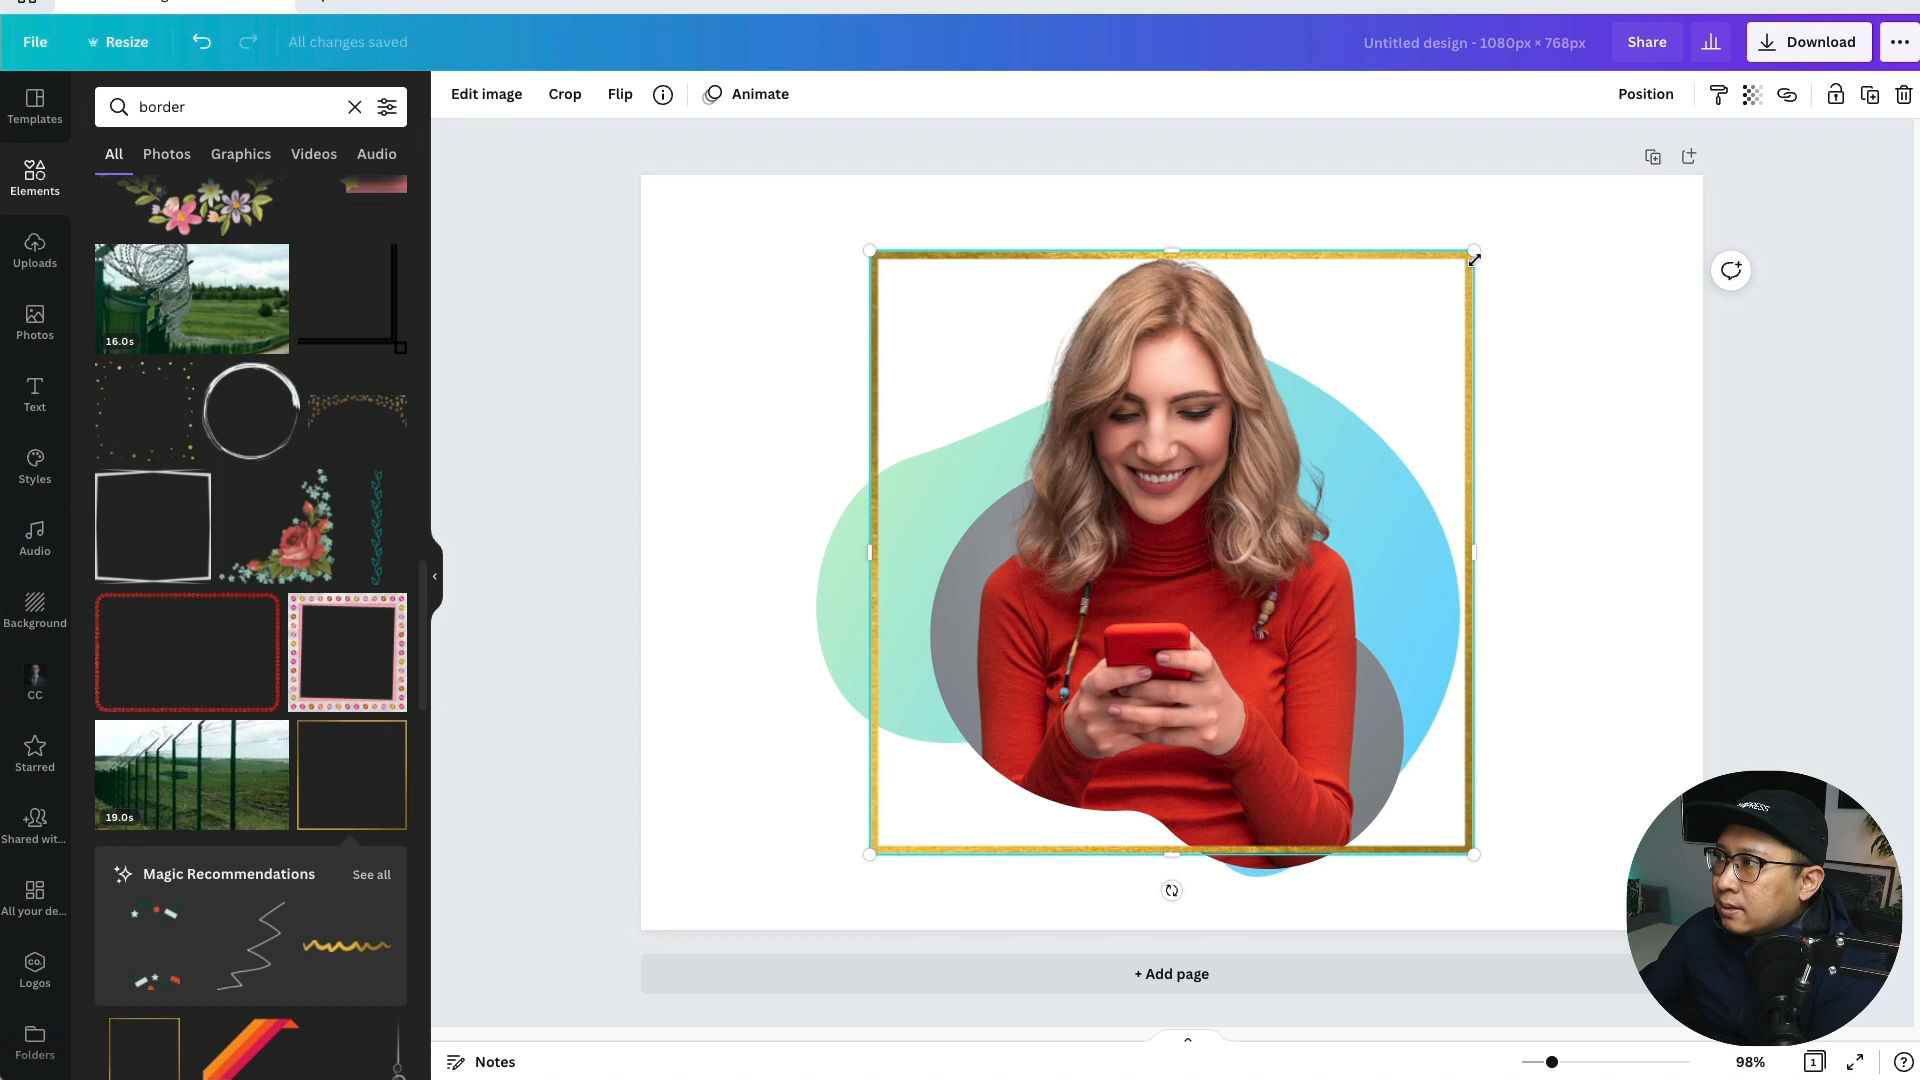 File
Resize
All changes saved
Untitled design - 1080px × 768px
Share
Download
Templates
Elements
Uploads
Photos
Text
Styles
Audio
Background
CC
Starred
Shared wit...
All your de...
CO.
Logos
Folders
border
All
Photos
Graphics
Videos
Audio
16.0s
19.0s
Magic Recommendations
See all
Edit image
Crop
Flip
Animate
Position
+ Add page
Notes
98%
1